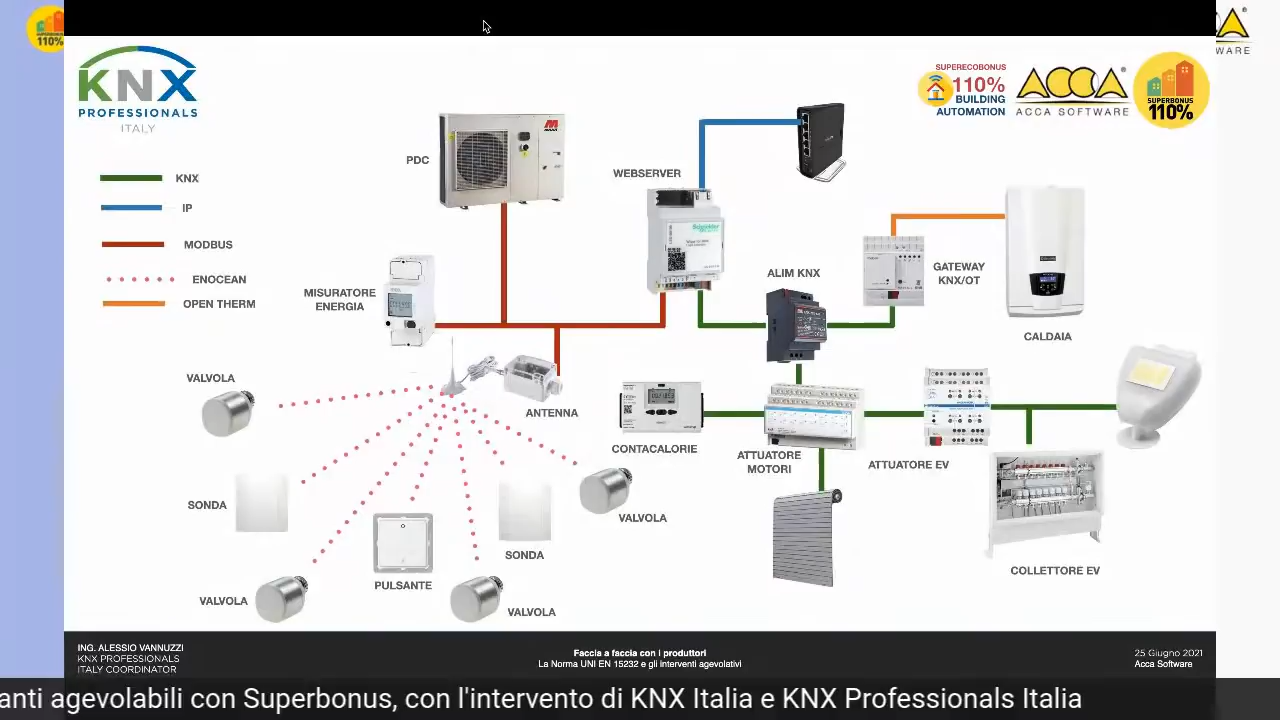 110%
KNX
PROFESSIONALS
ITALY
SUPERECOBONUS
110%
BUILDING
AUTOMATION
ACCA
ACCA SOFTWARE
SUPERBONUS
110%
WARE
KNX
IP
MODBUS
ENOCEAN
OPEN THERM
PDC
WEBSERVER
Schneider
MISURATORE
ENERGIA
ALIM KNX
GATEWAY
KNX/OT
CALDAIA
VALVOLA
ANTENNA
CONTACALORIE
ATTUATORE
MOTORI
ATTUATORE EV
SONDA
VALVOLA
SONDA
PULSANTE
COLLETTORE EV
VALVOLA
VALVOLA
ING. ALESSIO VANNUZZI
KNX PROFESSIONALS
ITALY COORDINATOR
Faccia a faccia con i produttori
La Norma UNI EN 15232 e gli interventi agevolativi
25 Giugno 2021
Acca Software
anti agevolabili con Superbonus, con l'intervento di KNX Italia e KNX Professionals Italia